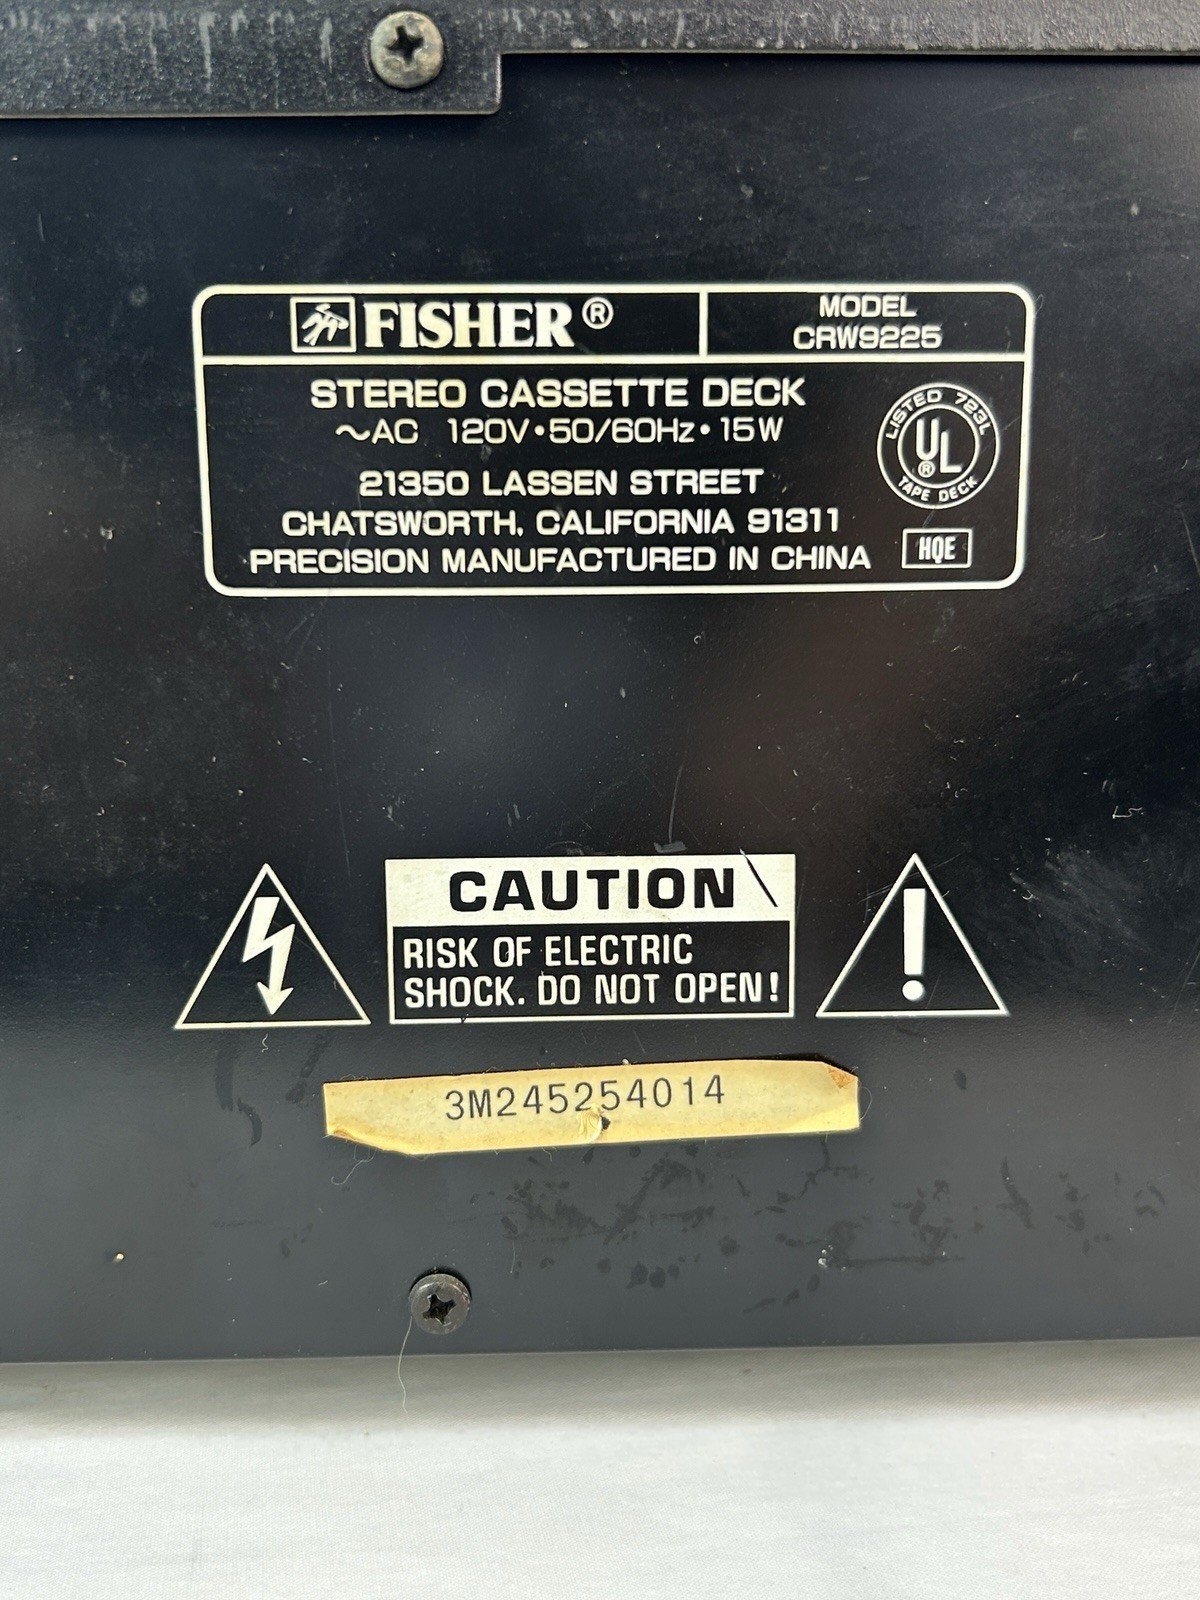 FISHER®
MODEL
CRW9225
STEREO CASSETTE DECK
~AC 120V•50/60Hz•15W
21350 LASSEN STREET
CHATSWORTH, CALIFORNIA 91311
PRECISION MANUFACTURED IN CHINA
LISTED 723L
UL®
TAPE DECK
HQE
CAUTION
RISK OF ELECTRIC
SHOCK. DO NOT OPEN!
3M245254014